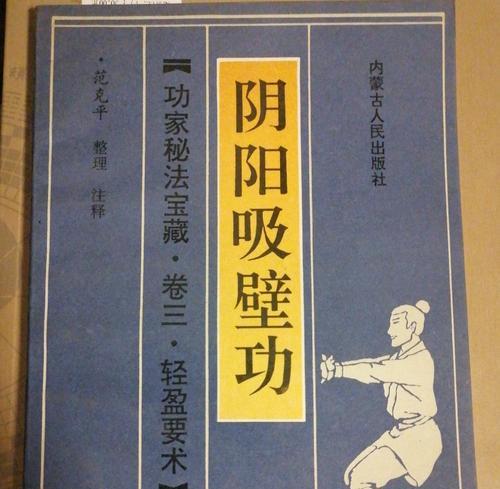 内蒙古人民出版社
阴阳吸壁功
【功家秘法宝藏·卷三·轻盈要术】
·范克平 整理 注释